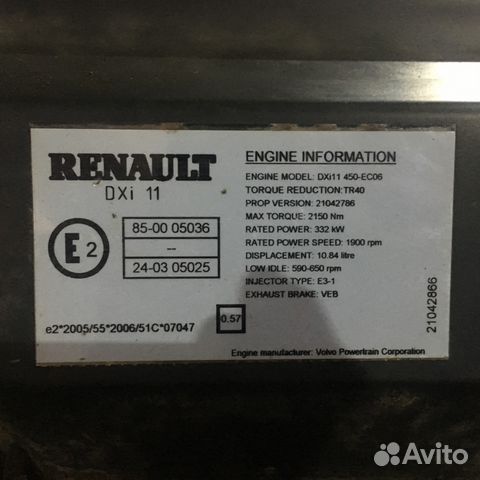 RENAULT
DXi 11
E2
85-00 05036
--
24-03 05025
e2*2005/55*2006/51C*07047
0.57
ENGINE INFORMATION
ENGINE MODEL: DXi11 450-EC06
TORQUE REDUCTION:TR40
PROP VERSION: 21042786
MAX TORQUE: 2150 Nm
RATED POWER: 332 kW
RATED POWER SPEED: 1900 rpm
DISPLACEMENT: 10.84 litre
LOW IDLE: 590-650 rpm
INJECTOR TYPE: E3-1
EXHAUST BRAKE: VEB
Engine manufacturer: Volvo Powertrain Corporation
21042866
Avito